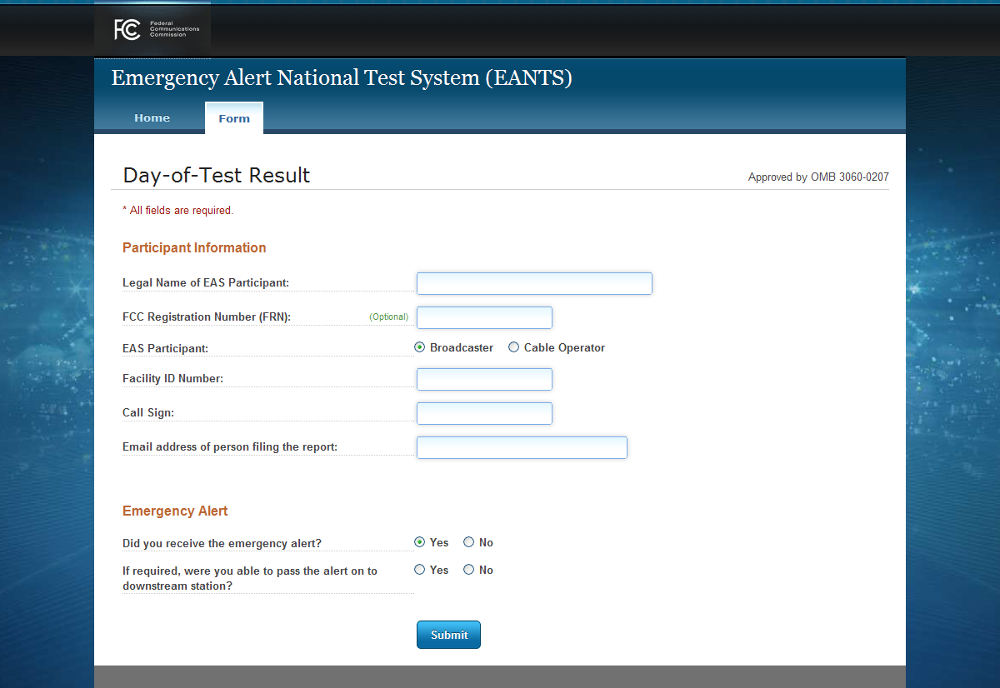 FCC
Federal
Communications
Commission
Emergency Alert National Test System (EANTS)
Home
Form
Day-of-Test Result
Approved by OMB 3060-0207
* All fields are required.
Participant Information
Legal Name of EAS Participant:
FCC Registration Number (FRN): (Optional)
EAS Participant: Broadcaster Cable Operator
Facility ID Number:
Call Sign:
Email address of person filing the report:
Emergency Alert
Did you receive the emergency alert? Yes No
If required, were you able to pass the alert on to Yes No
downstream station?
Submit